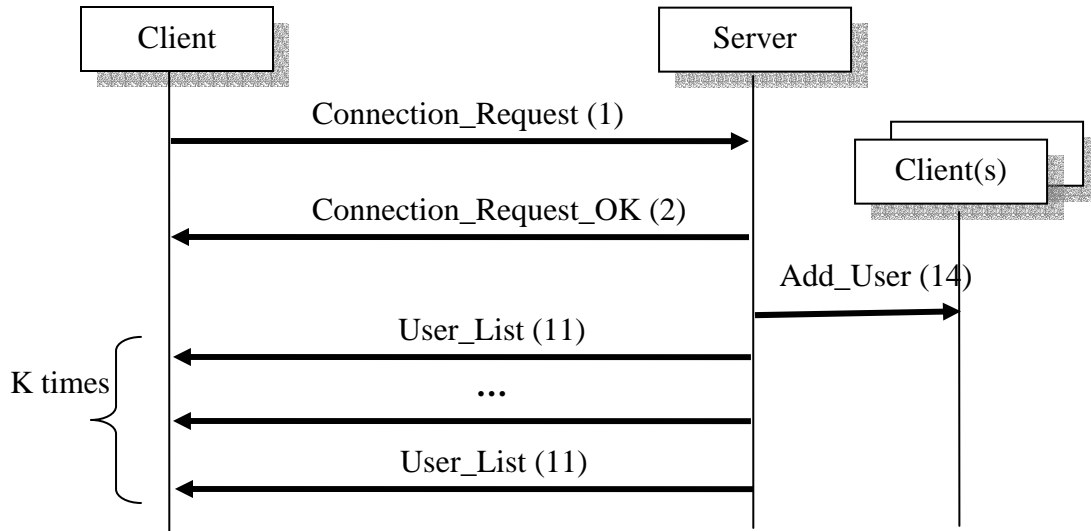 Client
Server
Connection_Request (1)
Client(s)
Connection_Request_OK (2)
Add_User (14)
User_List (11)
K times
...
User_List (11)